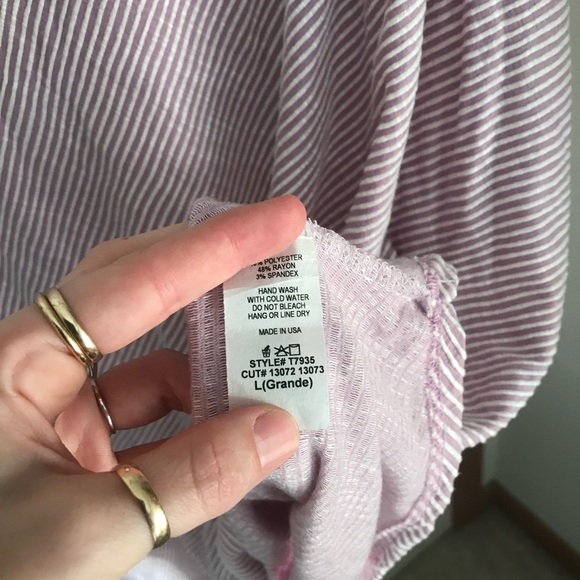 % POLYESTER
48% RAYON
3% SPANDEX
HAND WASH
WITH COLD WATER
DO NOT BLEACH
HANG OR LINE DRY
MADE IN USA
STYLE# T7935
CUT# 13072 13073
L(Grande)